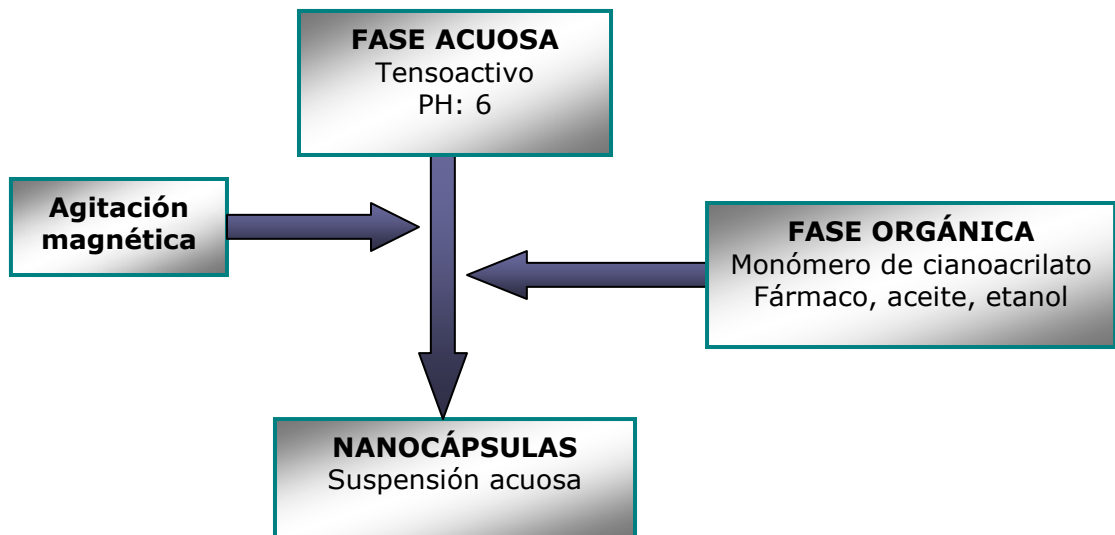 FASE ACUOSA
Tensoactivo
PH: 6
Agitación
magnética
FASE ORGÁNICA
Monómero de cianoacrilato
Fármaco, aceite, etanol
NANOCÁPSULAS
Suspensión acuosa